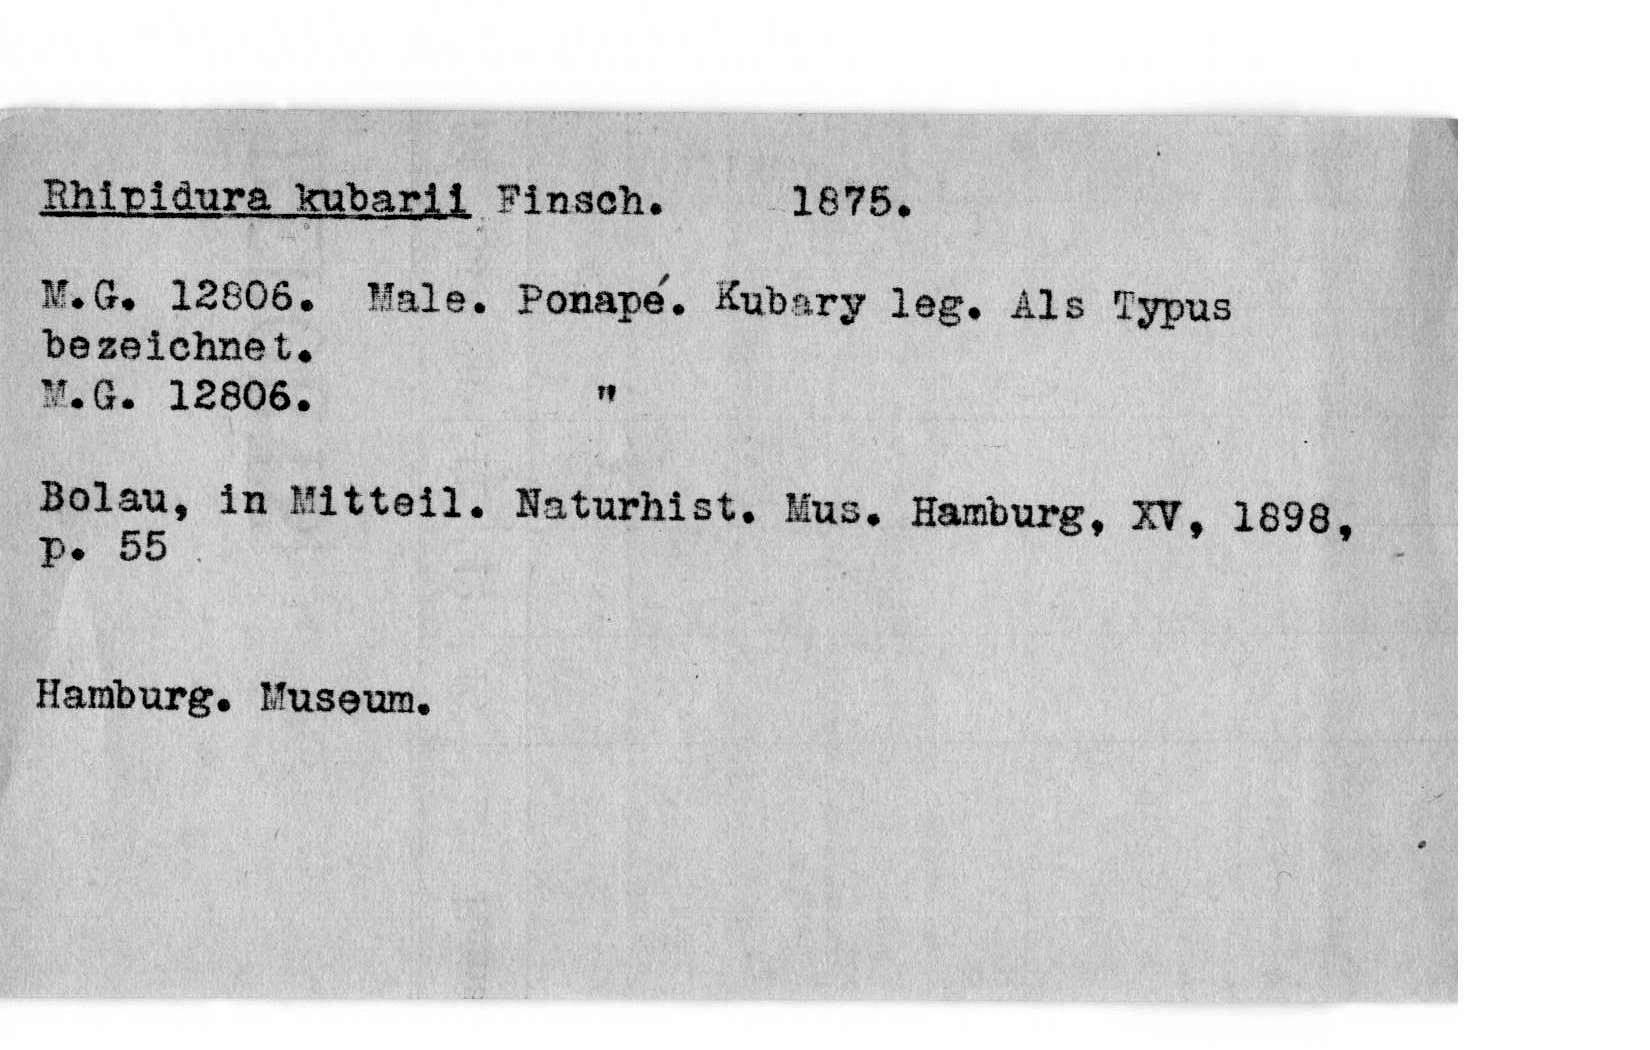 Rhipidura kubarii Finsch. 1875.
M.G. 12806. Male. Ponapé. Kubary leg. Als Typus
bezeichnet.
M.G. 12806. "
Bolau, in Mitteil. Naturhist. Mus. Hamburg, XV, 1898,
p. 55
Hamburg. Museum.